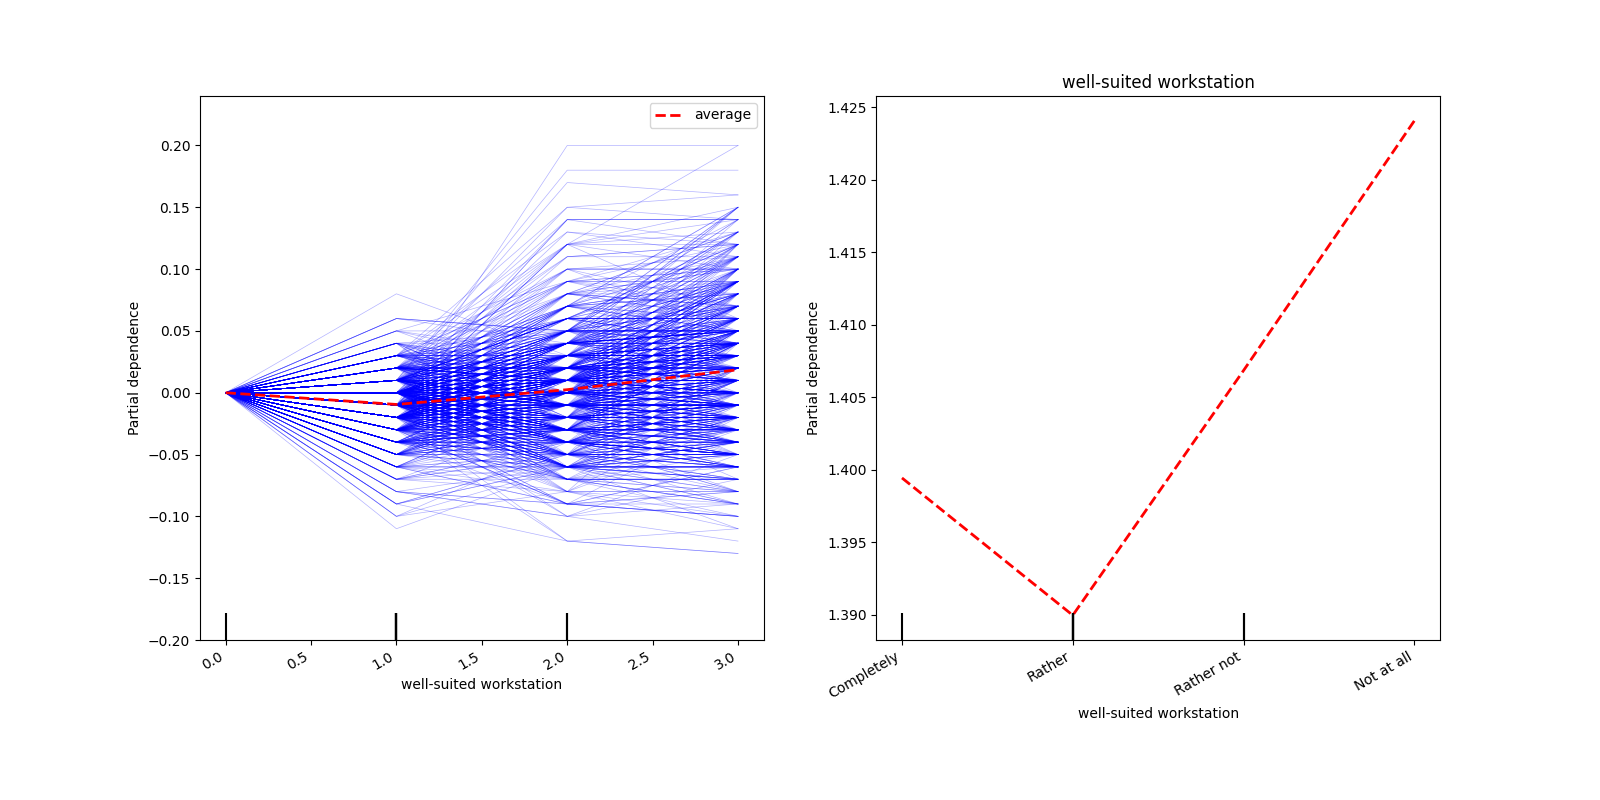 average
0.20
0.15
0.10
0.05
0.00
−0.05
−0.10
−0.15
−0.20
Partial dependence
0.0
0.5
1.0
1.5
2.0
2.5
3.0
well-suited workstation
well-suited workstation
1.425
1.420
1.415
1.410
1.405
1.400
1.395
1.390
Partial dependence
Completely
Rather
Rather not
Not at all
well-suited workstation